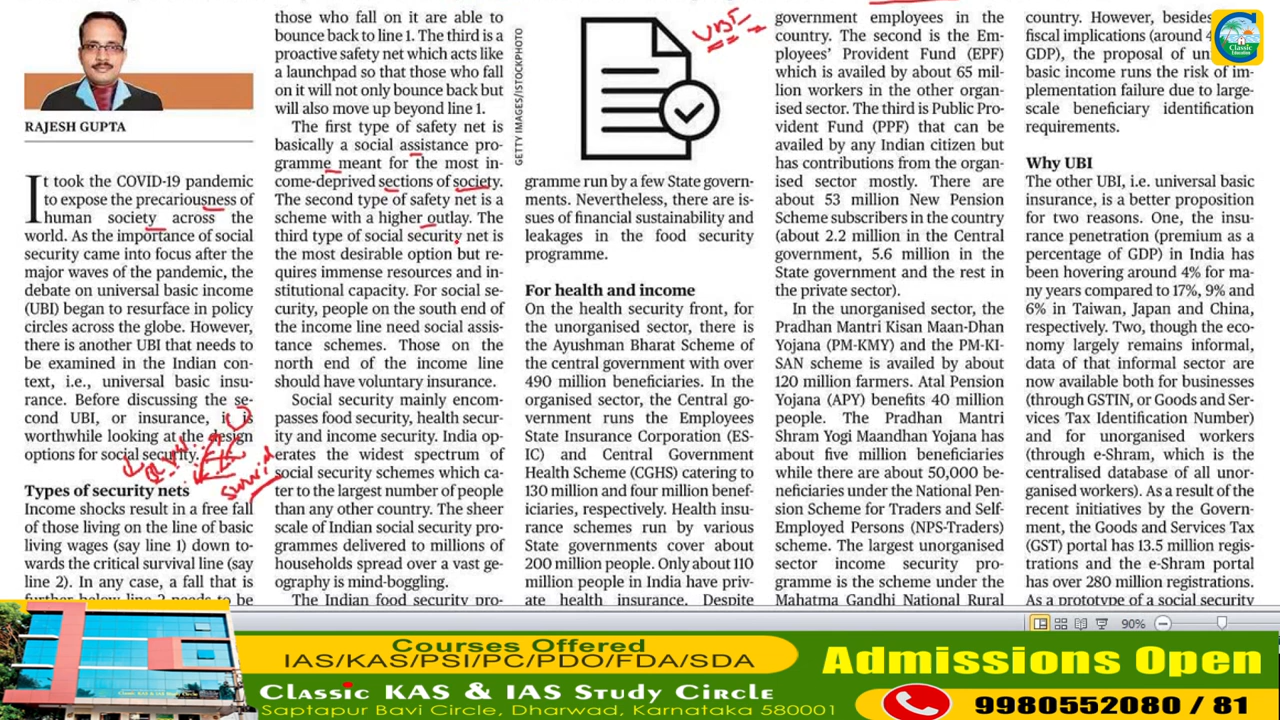 RAJESH GUPTA
It took the COVID-19 pandemic
to expose the precariousness of
human society across the
world. As the importance of social
security came into focus after the
major waves of the pandemic, the
debate on universal basic income
(UBI) began to resurface in policy
circles across the globe. However,
there is another UBI that needs to
be examined in the Indian con-
text, i.e., universal basic insu-
rance. Before discussing the se-
cond UBI, or insurance, it is
worthwhile looking at the design
options for social security.
Types of security nets
Income shocks result in a free fall
of those living on the line of basic
living wages (say line 1) down to-
wards the critical survival line (say
line 2). In any case, a fall that is
further below line 2 needs to be
those who fall on it are able to
bounce back to line 1. The third is a
proactive safety net which acts like
a launchpad so that those who fall
on it will not only bounce back but
will also move up beyond line 1.
The first type of safety net is
basically a social assistance pro-
gramme meant for the most in-
come-deprived sections of society.
The second type of safety net is a
scheme with a higher outlay. The
third type of social security net is
the most desirable option but re-
quires immense resources and in-
stitutional capacity. For social se-
curity, people on the south end of
the income line need social assis-
tance schemes. Those on the
north end of the income line
should have voluntary insurance.
Social security mainly encom-
passes food security, health secur-
ity and income security. India op-
erates the widest spectrum of
social security schemes which ca-
ter to the largest number of people
than any other country. The sheer
scale of Indian social security pro-
grammes delivered to millions of
households spread over a vast ge-
ography is mind-boggling.
The Indian food security pro-
GETTY IMAGES/ISTOCKPHOTO
UBI
gramme run by a few State govern-
ments. Nevertheless, there are is-
sues of financial sustainability and
leakages in the food security
programme.
For health and income
On the health security front, for
the unorganised sector, there is
the Ayushman Bharat Scheme of
the central government with over
490 million beneficiaries. In the
organised sector, the Central go-
vernment runs the Employees
State Insurance Corporation (ES-
IC) and Central Government
Health Scheme (CGHS) catering to
130 million and four million benef-
iciaries, respectively. Health insu-
rance schemes run by various
State governments cover about
200 million people. Only about 110
million people in India have priv-
ate health insurance. Despite
government employees in the
country. The second is the Em-
ployees' Provident Fund (EPF)
which is availed by about 65 mil-
lion workers in the other organ-
ised sector. The third is Public Pro-
vident Fund (PPF) that can be
availed by any Indian citizen but
has contributions from the organ-
ised sector mostly. There are
about 53 million New Pension
Scheme subscribers in the country
(about 2.2 million in the Central
government, 5.6 million in the
State government and the rest in
the private sector).
In the unorganised sector, the
Pradhan Mantri Kisan Maan-Dhan
Yojana (PM-KMY) and the PM-KI-
SAN scheme is availed by about
120 million farmers. Atal Pension
Yojana (APY) benefits 40 million
people. The Pradhan Mantri
Shram Yogi Maandhan Yojana has
about five million beneficiaries
while there are about 50,000 be-
neficiaries under the National Pen-
sion Scheme for Traders and Self-
Employed Persons (NPS-Traders)
scheme. The largest unorganised
sector income security pro-
gramme is the scheme under the
Mahatma Gandhi National Rural
country. However, besides
fiscal implications (around
GDP), the proposal of
basic income runs the risk of im-
plementation failure due to large-
scale beneficiary identification
requirements.
Why UBI
The other UBI, i.e. universal basic
insurance, is a better proposition
for two reasons. One, the insu-
rance penetration (premium as a
percentage of GDP) in India has
been hovering around 4% for ma-
ny years compared to 17%, 9% and
6% in Taiwan, Japan and China,
respectively. Two, though the eco-
nomy largely remains informal,
data of that informal sector are
now available both for businesses
(through GSTIN, or Goods and Ser-
vices Tax Identification Number)
and for unorganised workers
(through e-Shram, which is the
centralised database of all unor-
ganised workers). As a result of the
recent initiatives by the Govern-
ment, the Goods and Services Tax
(GST) portal has 13.5 million regis-
trations and the e-Shram portal
has over 280 million registrations.
As a prototype of a social security
Classic
Education
90%
Courses Offered
IAS/KAS/PSI/PC/PDO/FDA/SDA
Classic KAS & IAS Study Circle
Saptapur Bavi Circle, Dharwad, Karnataka 580001
Admissions Open
9980552080 / 81